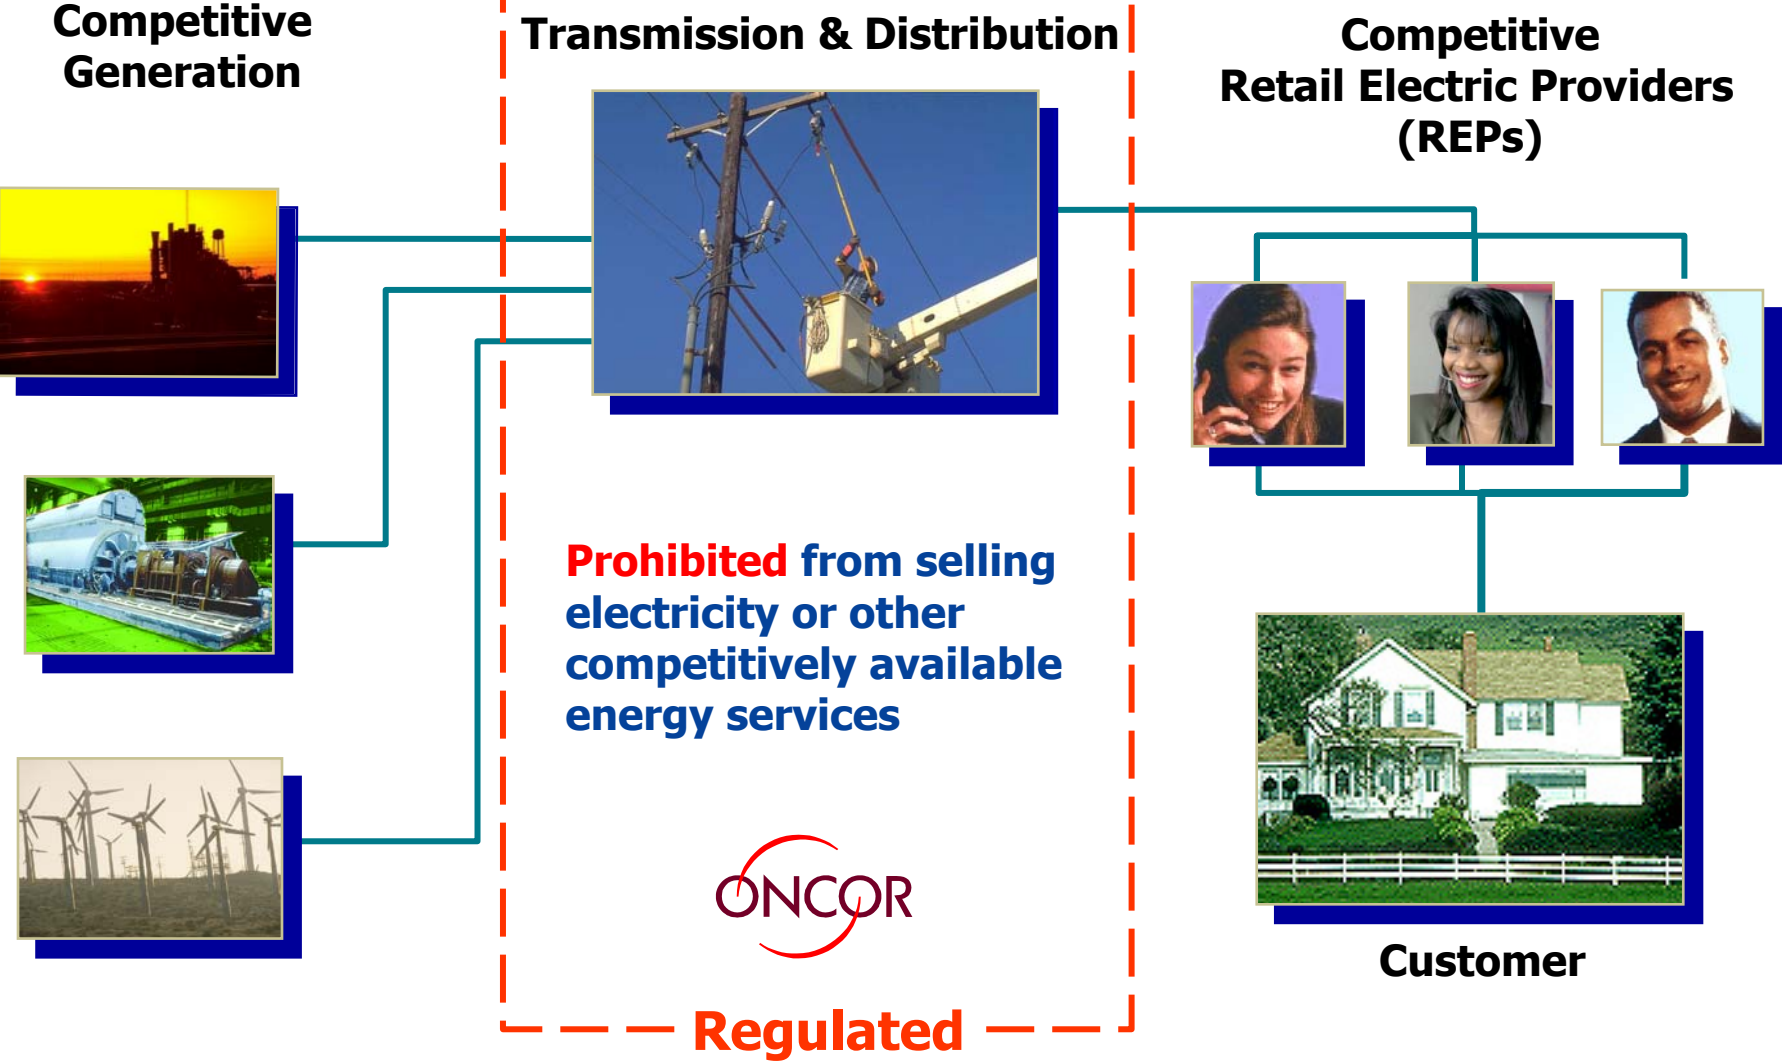 Competitive
Generation
Transmission & Distribution
Competitive
Retail Electric Providers
(REPs)
Prohibited from selling
electricity or other
competitively available
energy services
ONCOR
Regulated
Customer